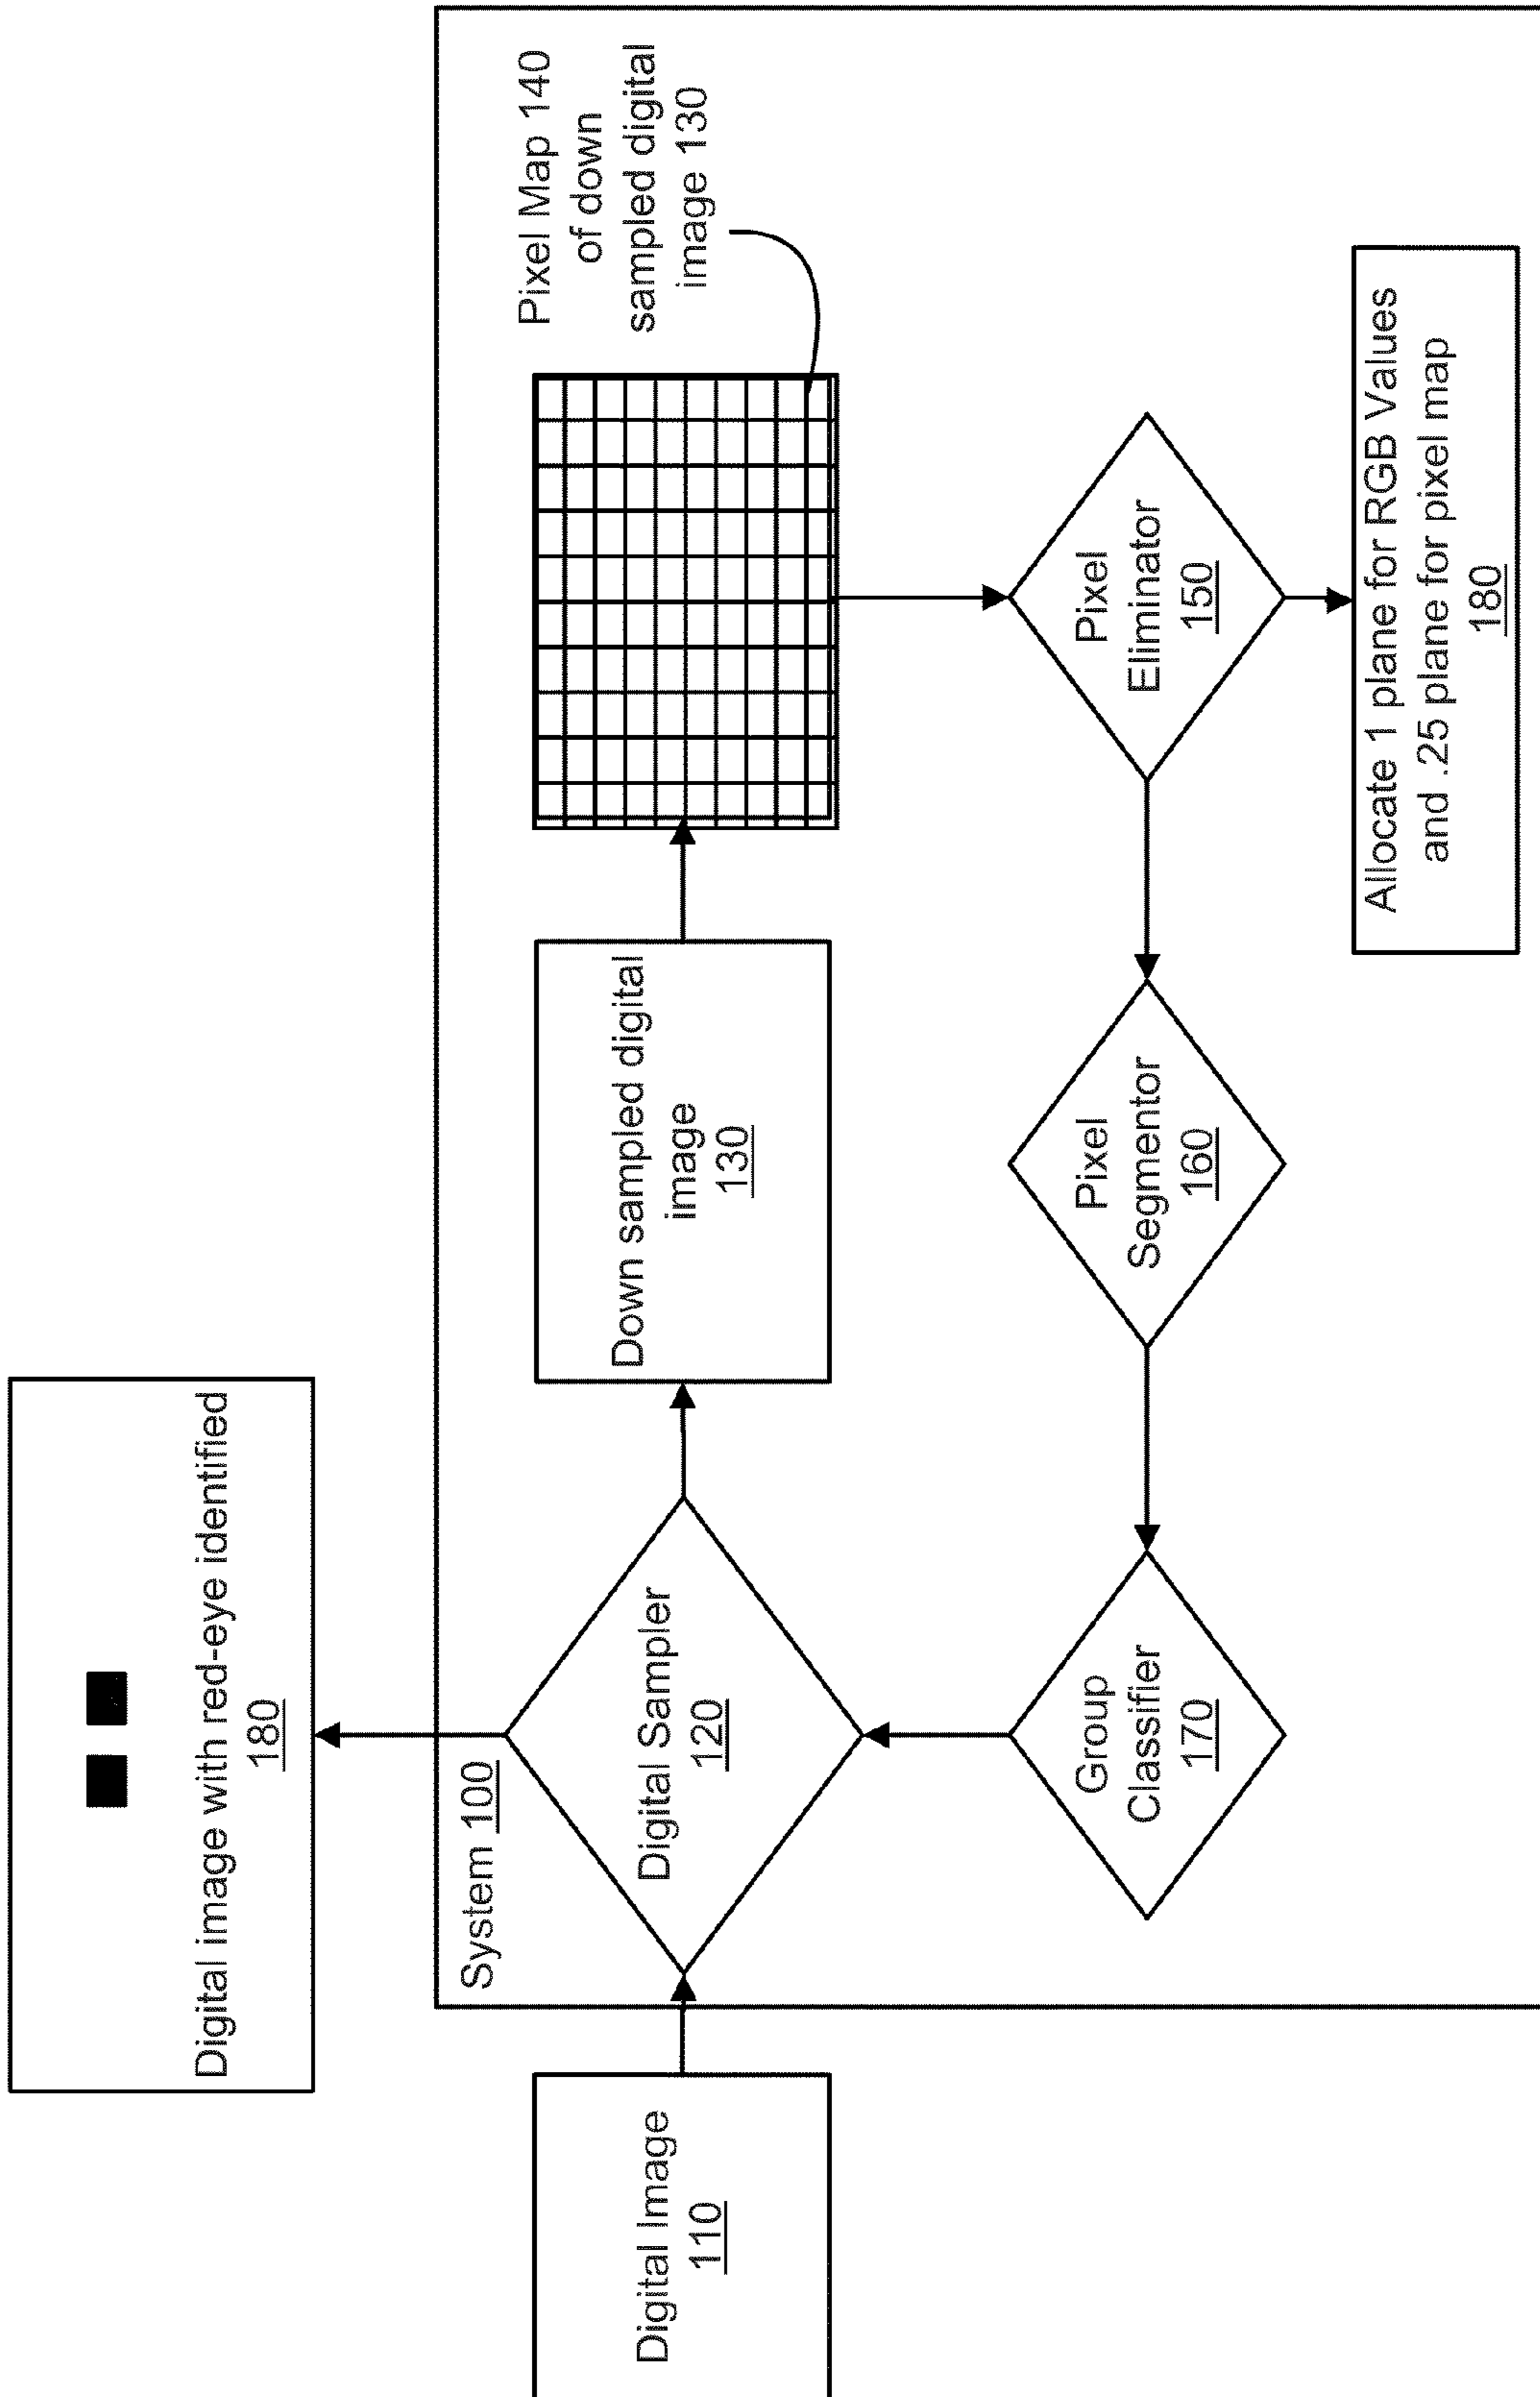 Digital image with red-eye identified
180
System 100
Digital Image
110
Digital Sampler
120
Down sampled digital
image
130
Pixel Map 140
of down
sampled digital
image 130
Group
Classifier
170
Pixel
Segmentor
160
Pixel
Eliminator
150
Allocate 1 plane for RGB Values
and .25 plane for pixel map
180